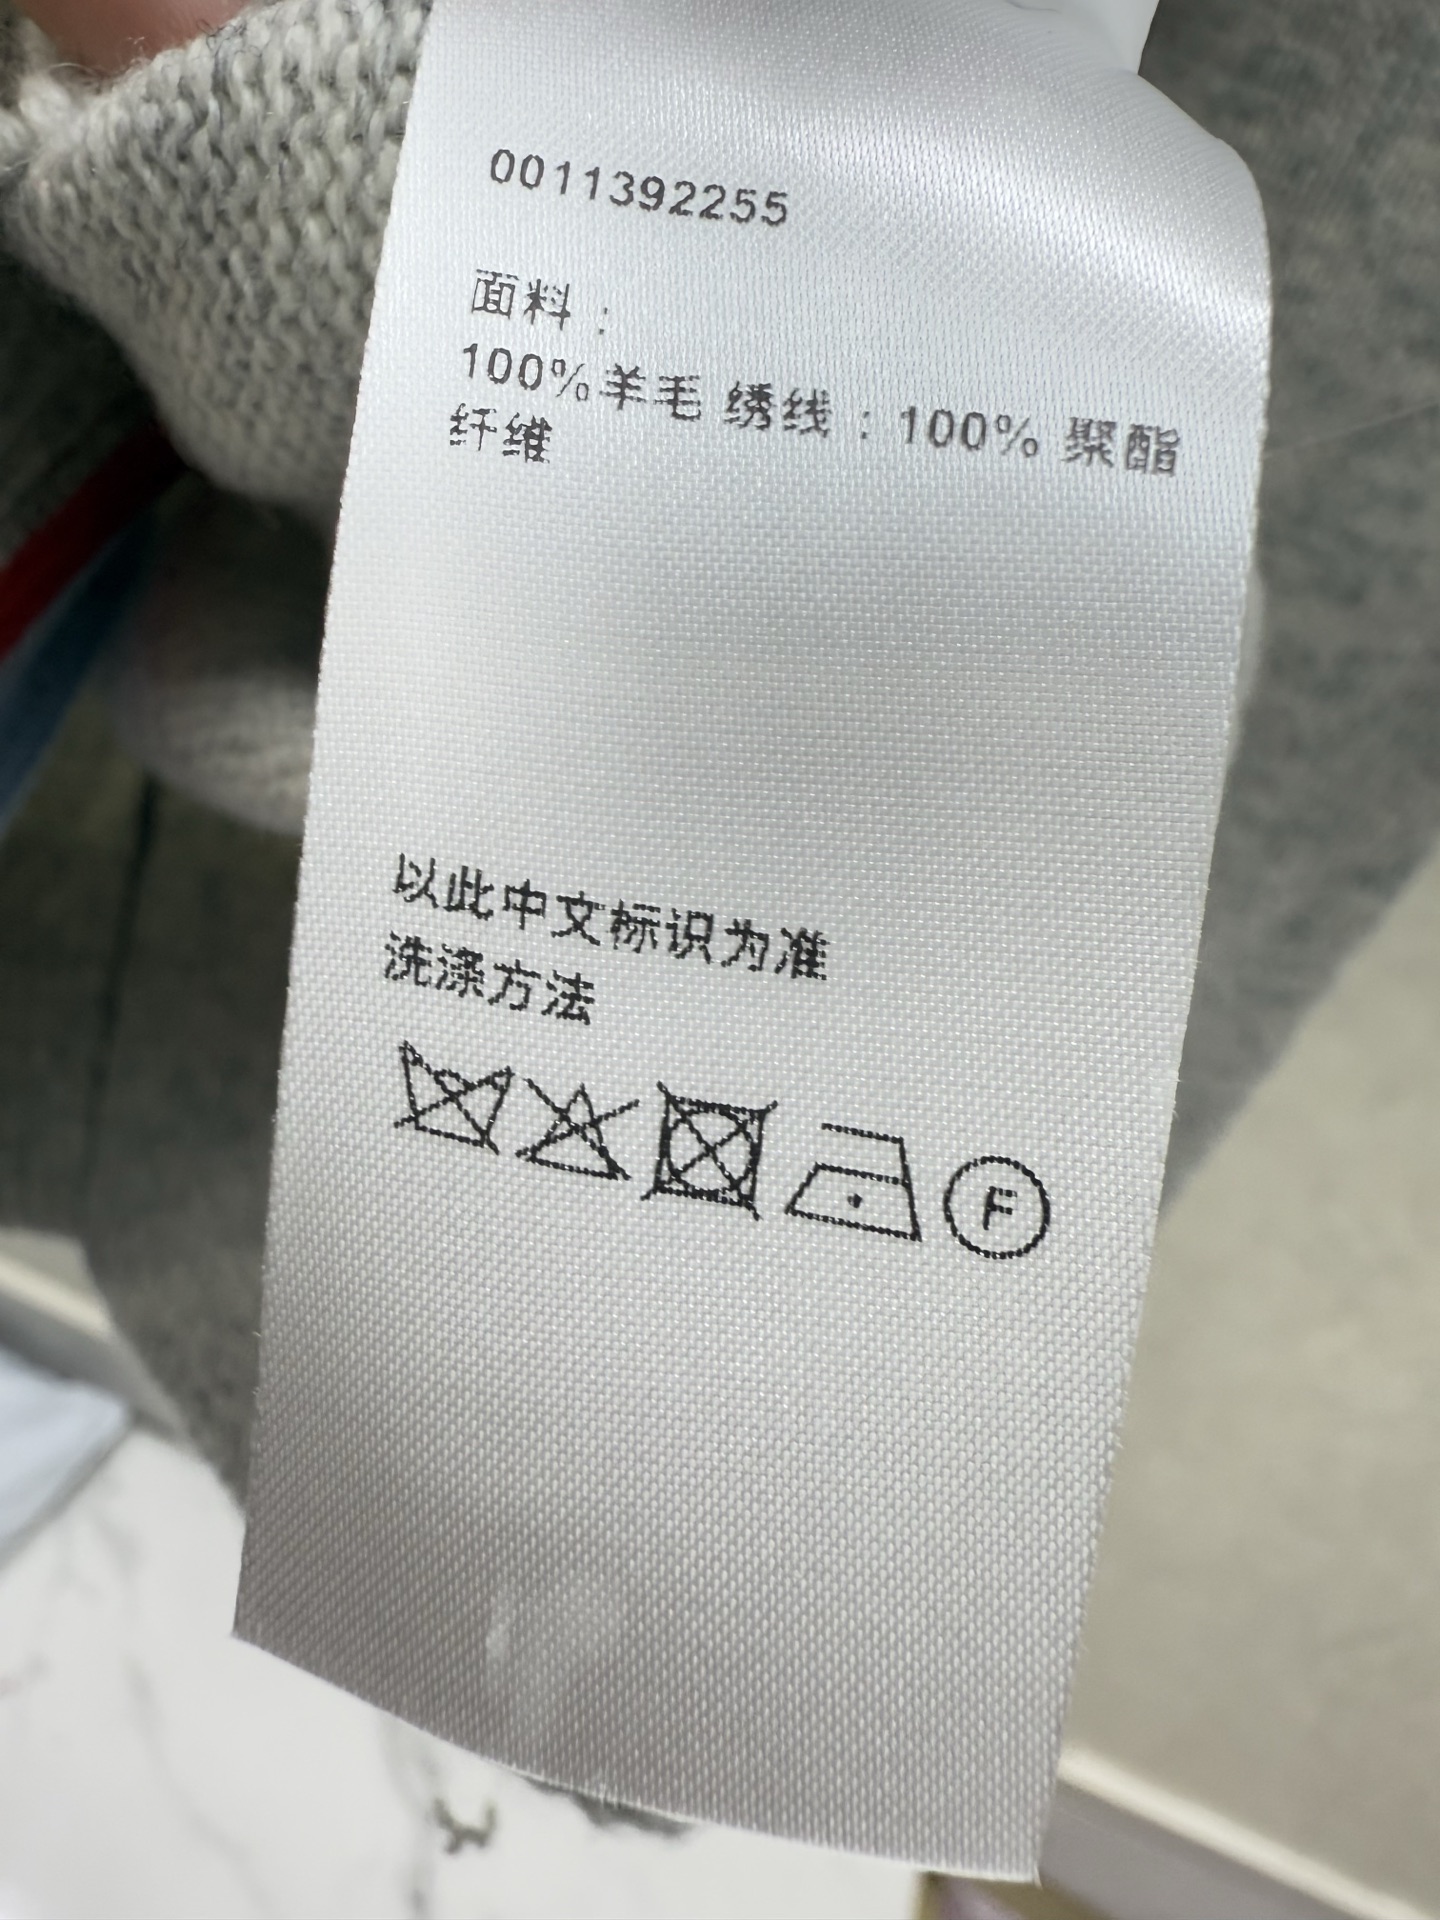 0011392255
面料：
100%羊毛 绣线：100% 聚酯
纤维
以此中文标识为准
洗涤方法
F